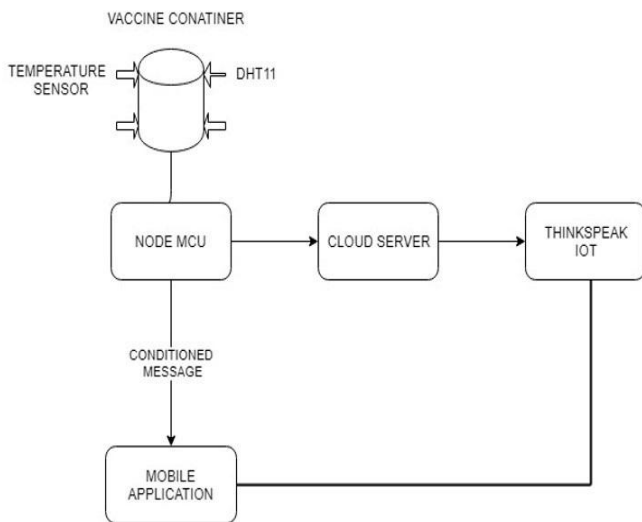 VACCINE CONATINER
TEMPERATURE
SENSOR
DHT11
NODE MCU
CLOUD SERVER
THINKSPEAK
IOT
CONDITIONED
MESSAGE
MOBILE
APPLICATION